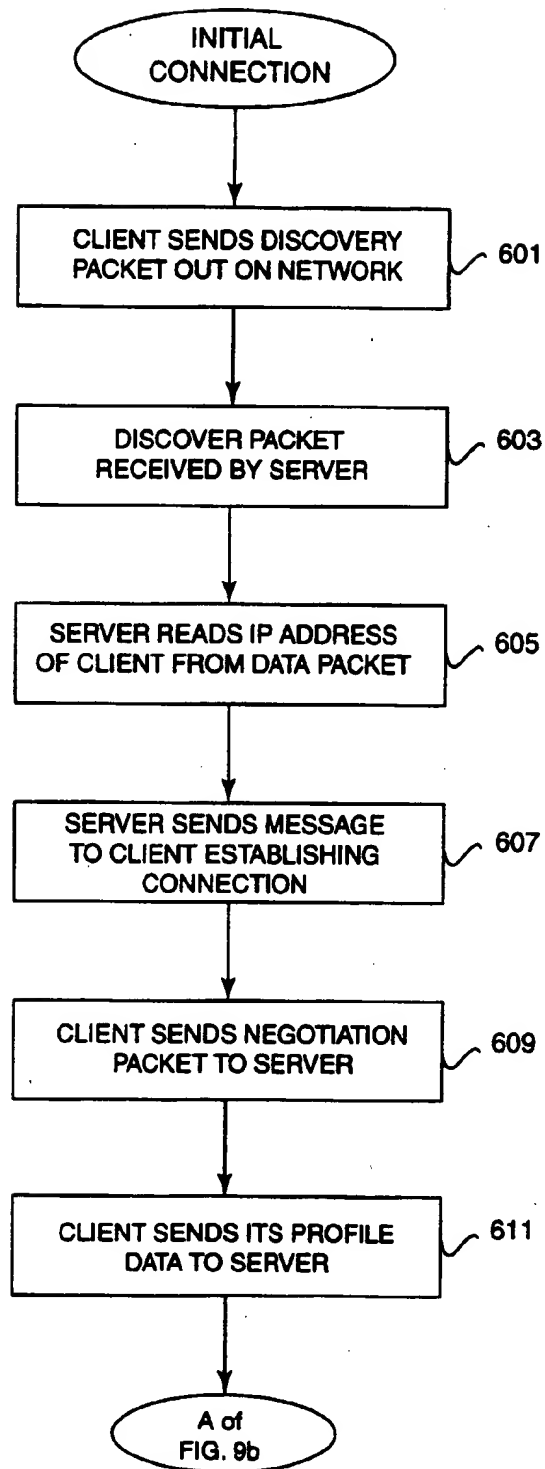 INITIAL
CONNECTION
CLIENT SENDS DISCOVERY
PACKET OUT ON NETWORK
601
DISCOVER PACKET
RECEIVED BY SERVER
603
SERVER READS IP ADDRESS
OF CLIENT FROM DATA PACKET
605
SERVER SENDS MESSAGE
TO CLIENT ESTABLISHING
CONNECTION
607
CLIENT SENDS NEGOTIATION
PACKET TO SERVER
609
CLIENT SENDS ITS PROFILE
DATA TO SERVER
611
A of
FIG. 9b